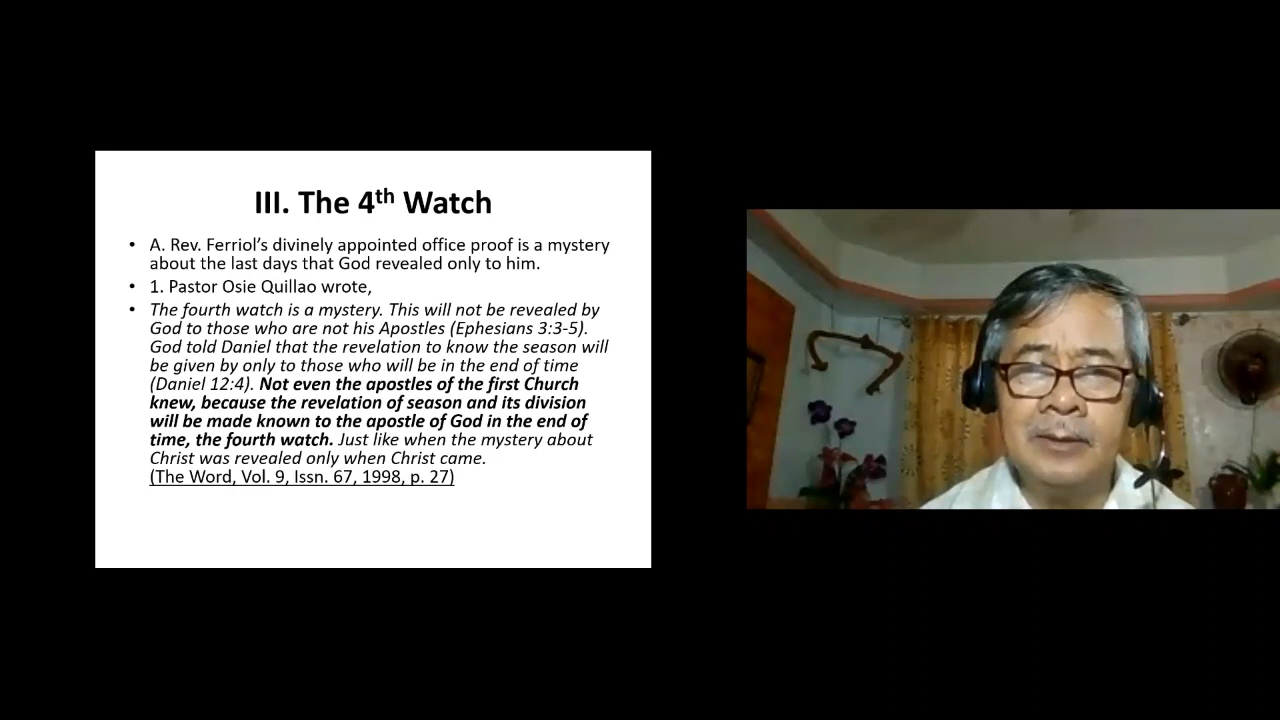 III. The 4th Watch
• A. Rev. Ferriol’s divinely appointed office proof is a mystery
about the last days that God revealed only to him.
• 1. Pastor Osie Quillao wrote,
• The fourth watch is a mystery. This will not be revealed by
God to those who are not his Apostles (Ephesians 3:3-5).
God told Daniel that the revelation to know the season will
be given by only to those who will be in the end of time
(Daniel 12:4). Not even the apostles of the first Church
knew, because the revelation of season and its division
will be made known to the apostle of God in the end of
time, the fourth watch. Just like when the mystery about
Christ was revealed only when Christ came.
(The Word, Vol. 9, Issn. 67, 1998, p. 27)